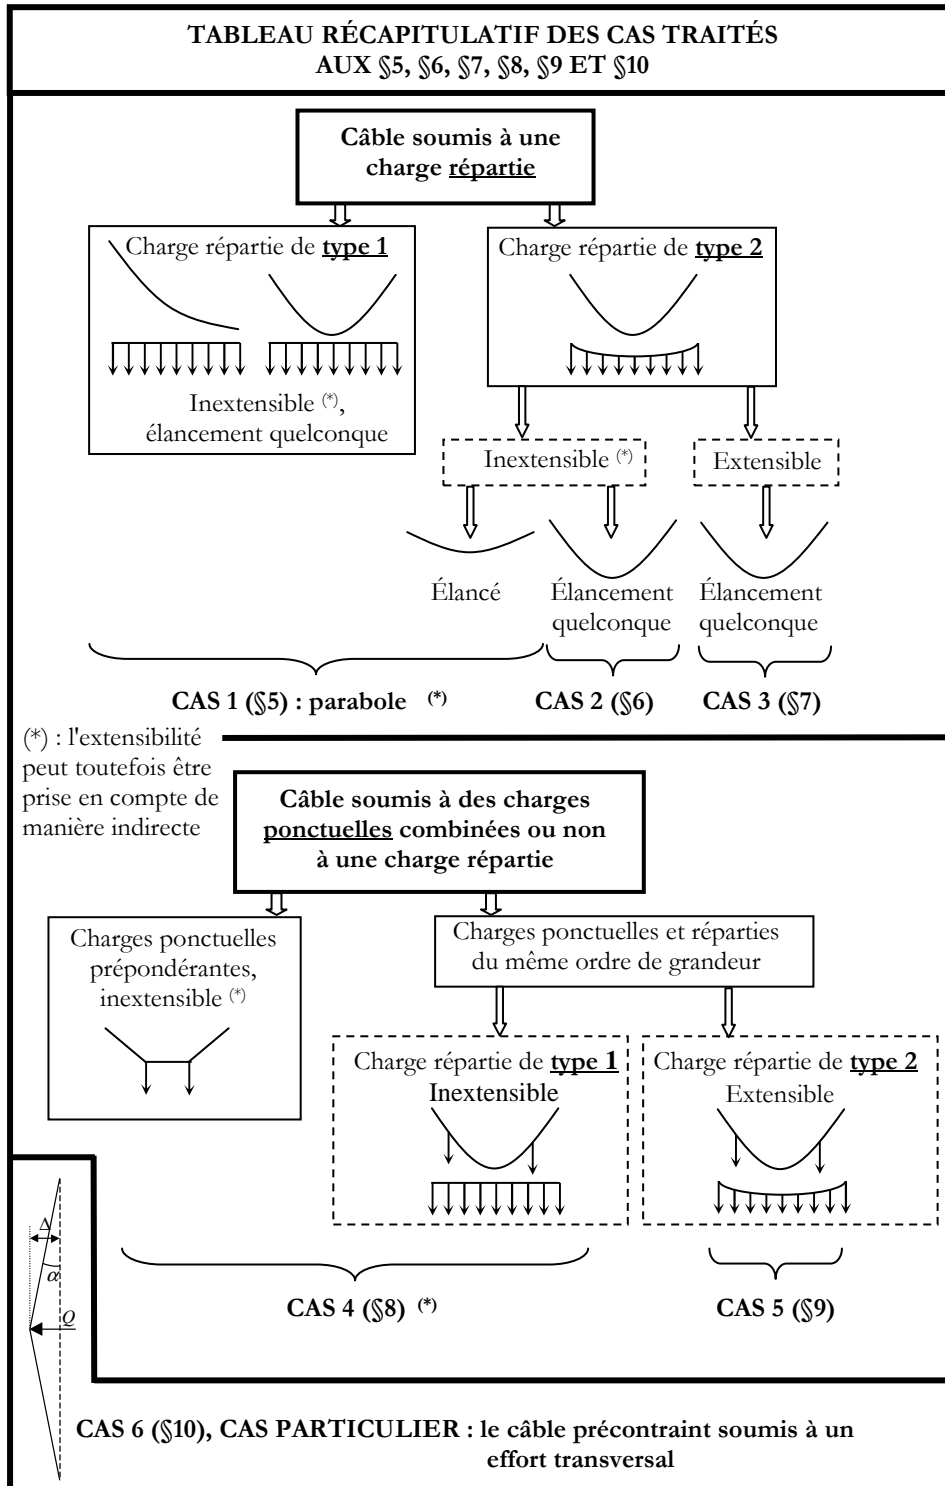 TABLEAU RÉCAPITULATIF DES CAS TRAITÉS
AUX §5, §6, §7, §8, §9 ET §10
Câble soumis à une
charge répartie
Charge répartie de type 1
Inextensible (*),
élancement quelconque
Charge répartie de type 2
Inextensible (*)
Extensible
Élancé
Élancement
quelconque
Élancement
quelconque
CAS 1 (§5) : parabole (*)
CAS 2 (§6)
CAS 3 (§7)
(*) : l'extensibilité
peut toutefois être
prise en compte de
manière indirecte
Câble soumis à des charges
ponctuelles combinées ou non
à une charge répartie
Charges ponctuelles
prépondérantes,
inextensible (*)
Charges ponctuelles et réparties
du même ordre de grandeur
Charge répartie de type 1
Inextensible
Charge répartie de type 2
Extensible
CAS 4 (§8) (*)
CAS 5 (§9)
Δ
α
Q
CAS 6 (§10), CAS PARTICULIER : le câble précontraint soumis à un
effort transversal